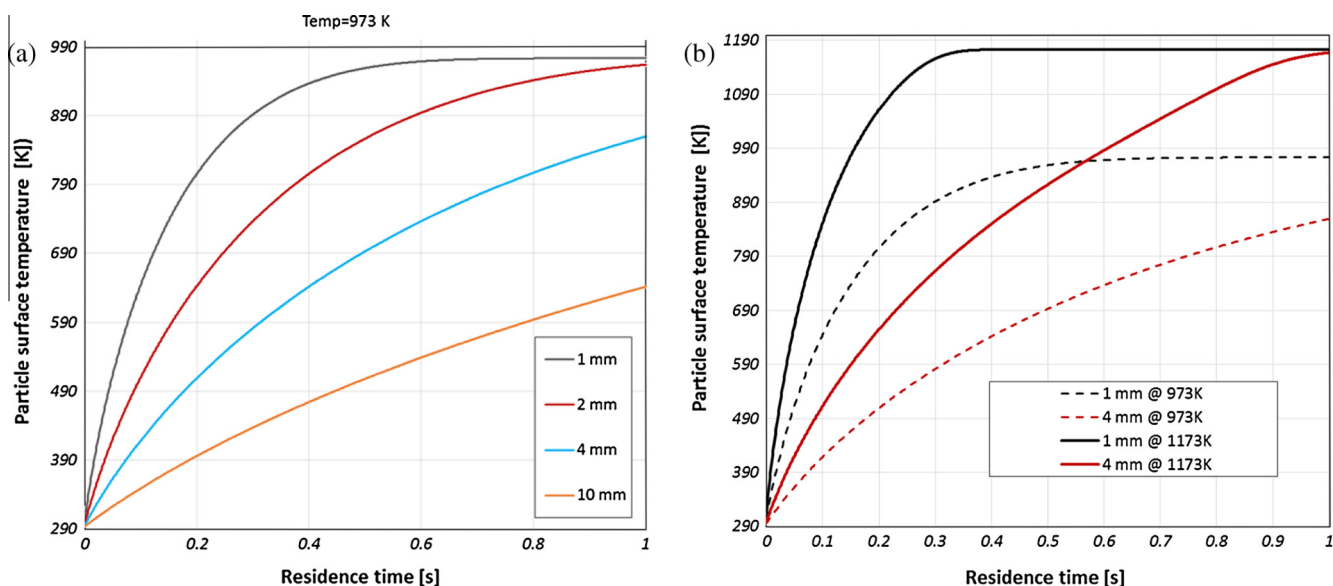 Temp=973 K
(a)
Particle surface temperature [K])
990
890
790
690
590
490
390
290
0
0.2
0.4
0.6
0.8
1
Residence time [s]
1 mm
2 mm
4 mm
10 mm
(b)
Particle surface temperature [K])
1190
1090
990
890
790
690
590
490
390
290
0
0.1
0.2
0.3
0.4
0.5
0.6
0.7
0.8
0.9
1
Residence time [s]
1 mm @ 973K
4 mm @ 973K
1 mm @ 1173K
4 mm @ 1173K